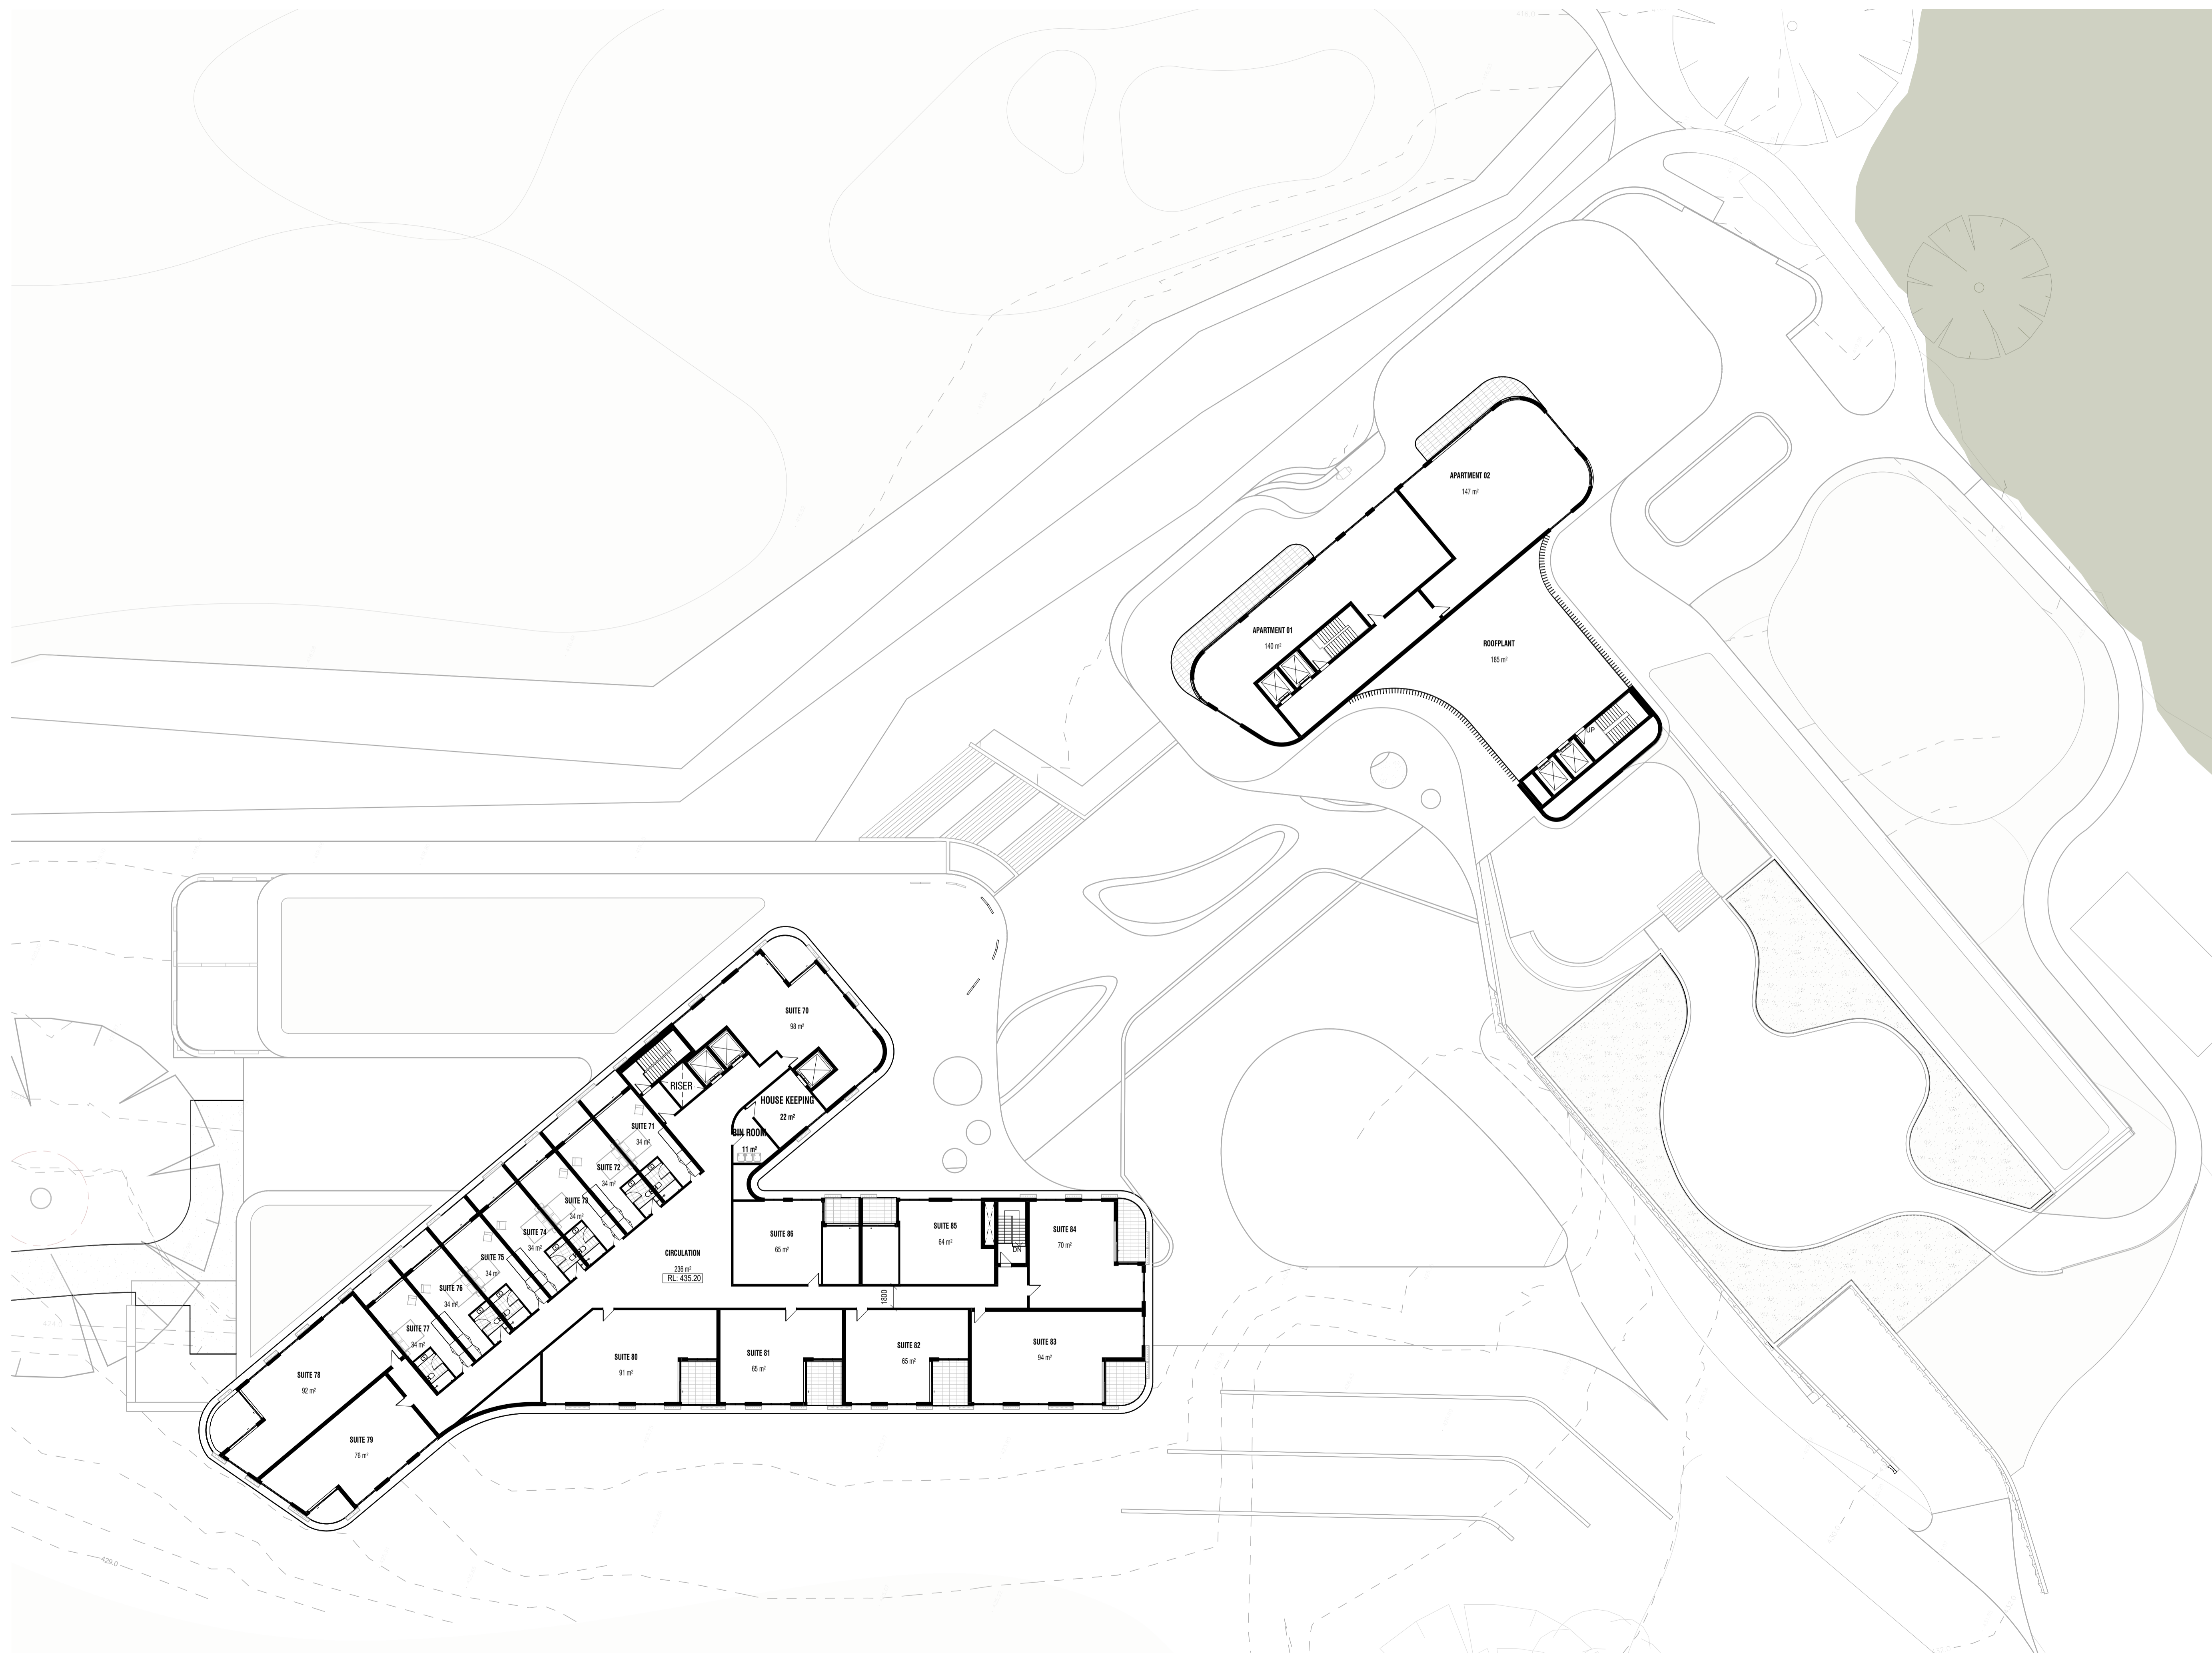 APARTMENT 02
147 m²
APARTMENT 01
140 m²
ROOFPLANT
185 m²
UP
SUITE 70
98 m²
RISER
HOUSE KEEPING
22 m²
BIN ROOM
11 m²
SUITE 71
34 m²
SUITE 72
34 m²
SUITE 73
34 m²
SUITE 74
34 m²
SUITE 75
34 m²
SUITE 76
34 m²
SUITE 77
34 m²
SUITE 78
92 m²
SUITE 79
76 m²
CIRCULATION
236 m²
RL: 435.20
SUITE 86
65 m²
SUITE 85
64 m²
DN
SUITE 84
70 m²
1800
SUITE 80
91 m²
SUITE 81
65 m²
SUITE 82
65 m²
SUITE 83
94 m²
429.0